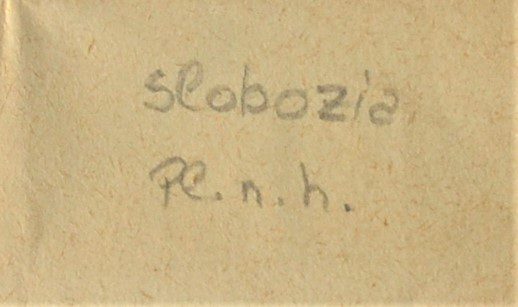 Slobozia
Pl. n. h.